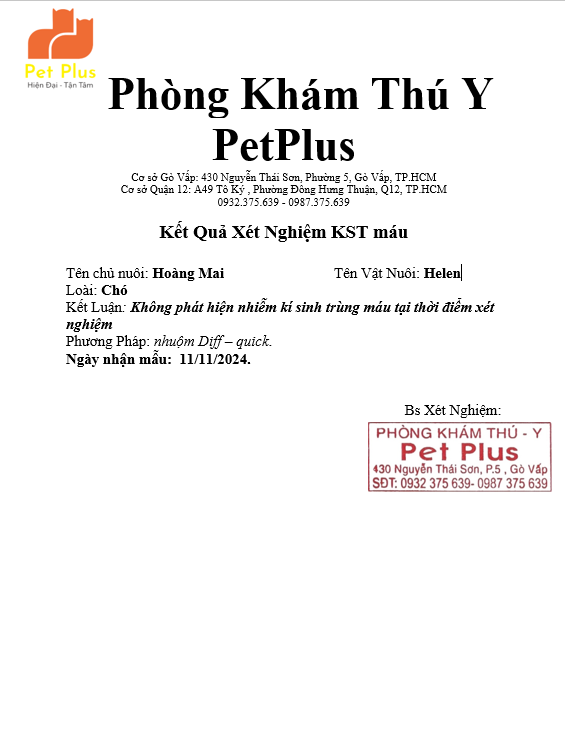 Pet Plus
Hiện Đại - Tận Tâm
Phòng Khám Thú Y
PetPlus
Cơ sở Gò Vấp: 430 Nguyễn Thái Sơn, Phường 5, Gò Vấp, TP.HCM
Cơ sở Quận 12: A49 Tô Ký , Phường Đông Hưng Thuận, Q12, TP.HCM
0932.375.639 - 0987.375.639
Kết Quả Xét Nghiệm KST máu
Tên chủ nuôi: Hoàng Mai Tên Vật Nuôi: Helen
Loài: Chó
Kết Luận: Không phát hiện nhiễm kí sinh trùng máu tại thời điểm xét
nghiệm
Phương Pháp: nhuộm Diff – quick.
Ngày nhận mẫu: 11/11/2024.
Bs Xét Nghiệm:
PHÒNG KHÁM THÚ - Y
Pet Plus
430 Nguyễn Thái Sơn, P.5 , Gò Vấp
SĐT: 0932 375 639- 0987 375 639